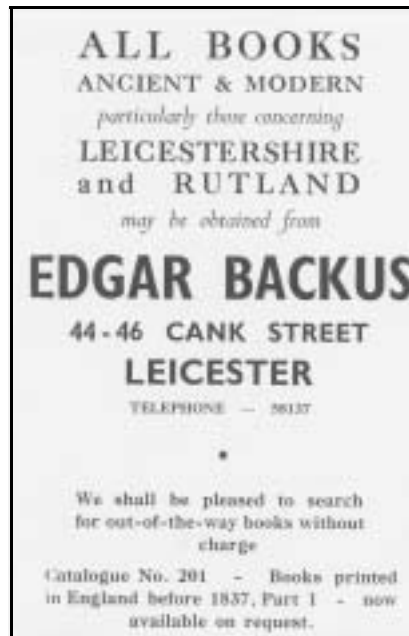 ALL BOOKS
ANCIENT & MODERN
particularly those concerning
LEICESTERSHIRE
and RUTLAND
may be obtained from
EDGAR BACKUS
44-46 CANK STREET
LEICESTER
TELEPHONE — 58137
•
We shall be pleased to search
for out-of-the-way books without
charge
Catalogue No. 201 - Books printed
in England before 1837, Part 1 - now
available on request.